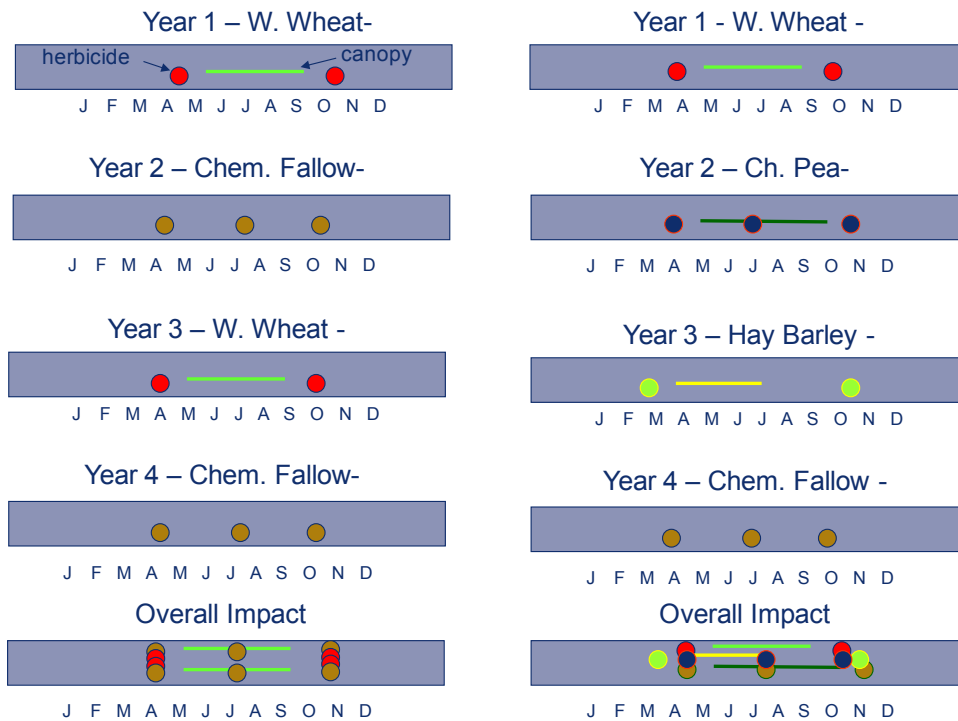 Year 1 – W. Wheat-
herbicide
canopy
J F M A M J J A S O N D
Year 2 – Chem. Fallow-
J F M A M J J A S O N D
Year 3 – W. Wheat -
J F M A M J J A S O N D
Year 4 – Chem. Fallow-
J F M A M J J A S O N D
Overall Impact
J F M A M J J A S O N D
Year 1 - W. Wheat -
J F M A M J J A S O N D
Year 2 – Ch. Pea-
J F M A M J J A S O N D
Year 3 – Hay Barley -
J F M A M J J A S O N D
Year 4 – Chem. Fallow -
J F M A M J J A S O N D
Overall Impact
J F M A M J J A S O N D